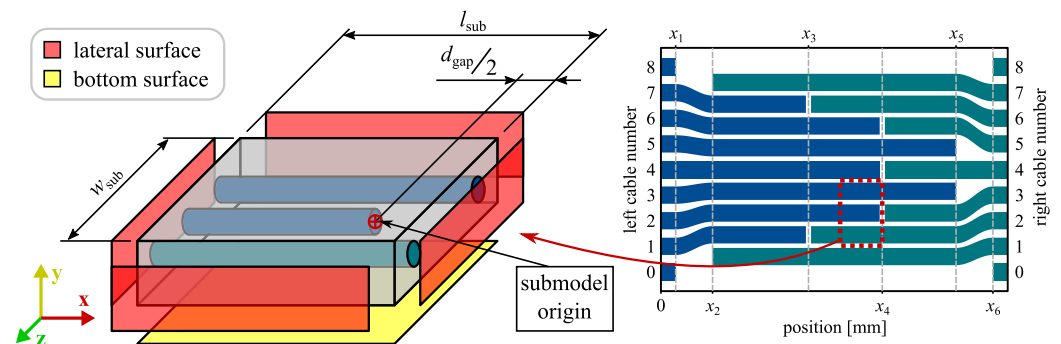 lateral surface
bottom surface
l_sub
d_gap/2
w_sub
y
x
z
submodel
origin
x_1
x_3
x_5
left cable number
8
7
6
5
4
3
2
1
0
8
7
6
5
4
3
2
1
0
right cable number
0
x_2
x_4
x_6
position [mm]